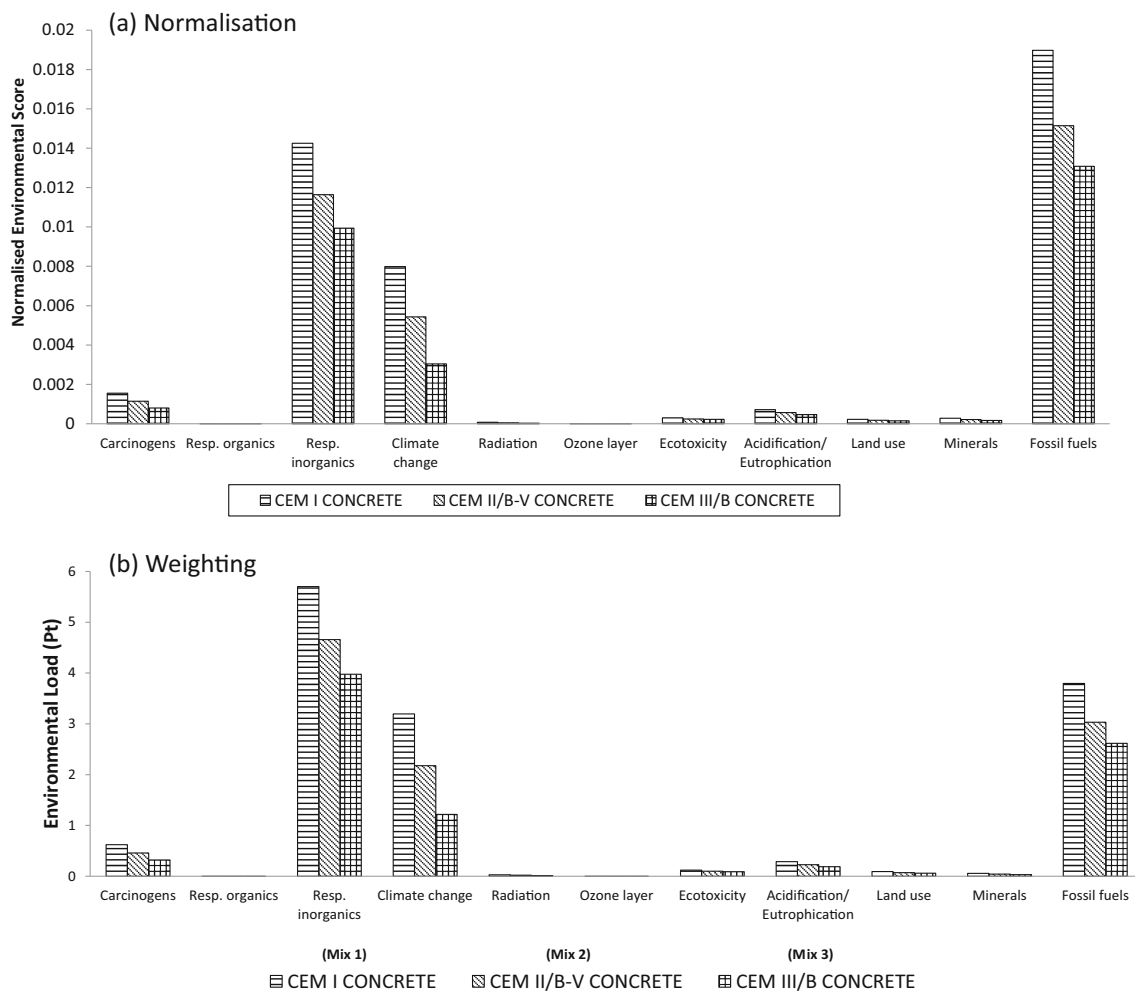 (a) Normalisation
Normalised Environmental Score
0.02
0.018
0.016
0.014
0.012
0.01
0.008
0.006
0.004
0.002
0
Carcinogens Resp. organics Resp. inorganics Climate change Radiation Ozone layer Ecotoxicity Acidification/ Eutrophication Land use Minerals Fossil fuels
CEM I CONCRETE CEM II/B-V CONCRETE CEM III/B CONCRETE
(b) Weighting
Environmental Load (Pt)
6
5
4
3
2
1
0
Carcinogens Resp. organics Resp. inorganics Climate change Radiation Ozone layer Ecotoxicity Acidification/ Eutrophication Land use Minerals Fossil fuels
(Mix 1) (Mix 2) (Mix 3)
CEM I CONCRETE CEM II/B-V CONCRETE CEM III/B CONCRETE